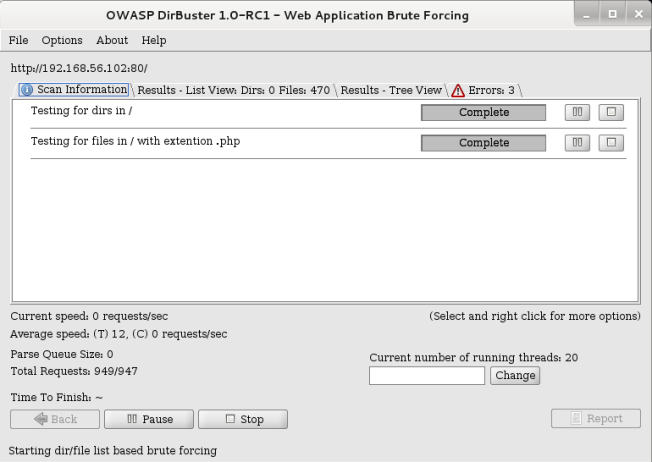 OWASP DirBuster 1.0-RC1 - Web Application Brute Forcing
File Options About Help
http://192.168.56.102:80/
Scan Information Results - List View: Dirs: 0 Files: 470 Results - Tree View Errors: 3
Testing for dirs in / Complete
Testing for files in / with extention .php Complete
Current speed: 0 requests/sec (Select and right click for more options)
Average speed: (T) 12, (C) 0 requests/sec
Parse Queue Size: 0 Current number of running threads: 20
Total Requests: 949/947 Change
Time To Finish: ~
Back Pause Stop Report
Starting dir/file list based brute forcing